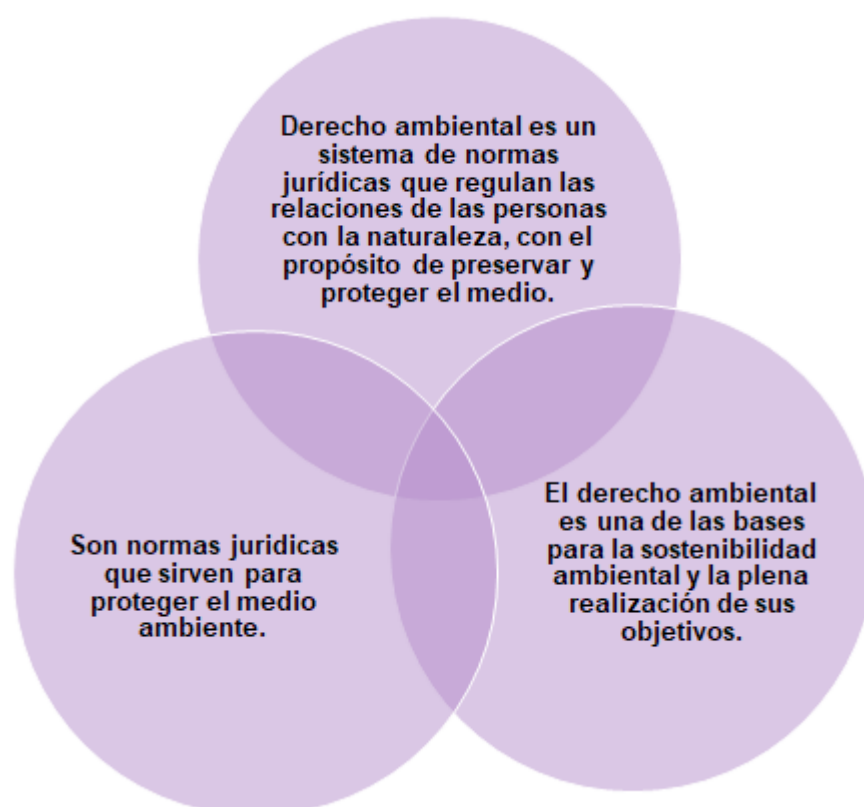 Derecho ambiental es un
sistema de normas
jurídicas que regulan las
relaciones de las personas
con la naturaleza, con el
propósito de preservar y
proteger el medio.
Son normas juridicas
que sirven para
proteger el medio
ambiente.
El derecho ambiental
es una de las bases
para la sostenibilidad
ambiental y la plena
realización de sus
objetivos.